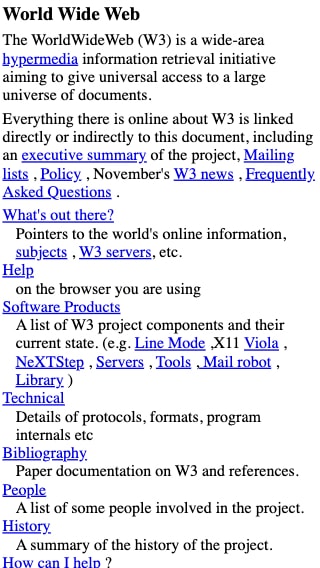 World Wide Web
The WorldWideWeb (W3) is a wide-area
hypermedia information retrieval initiative
aiming to give universal access to a large
universe of documents.
Everything there is online about W3 is linked
directly or indirectly to this document, including
an executive summary of the project, Mailing
lists , Policy , November's W3 news , Frequently
Asked Questions .
What's out there?
Pointers to the world's online information,
subjects , W3 servers, etc.
Help
on the browser you are using
Software Products
A list of W3 project components and their
current state. (e.g. Line Mode ,X11 Viola ,
NeXTStep , Servers , Tools , Mail robot ,
Library )
Technical
Details of protocols, formats, program
internals etc
Bibliography
Paper documentation on W3 and references.
People
A list of some people involved in the project.
History
A summary of the history of the project.
How can I help ?